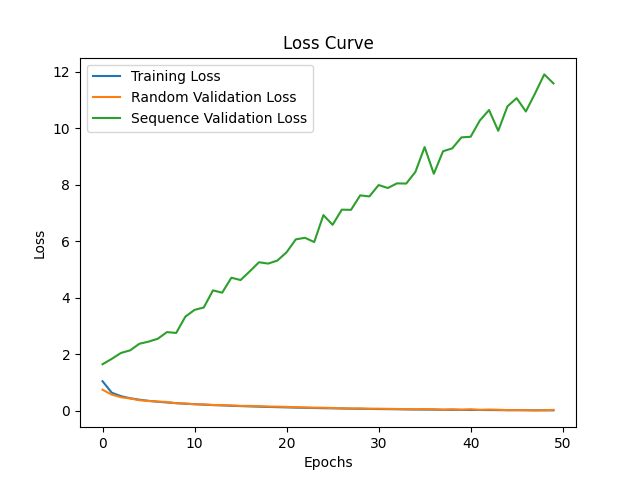 Loss Curve
Training Loss
Random Validation Loss
Sequence Validation Loss
Loss
12
10
8
6
4
2
0
0 10 20 30 40 50
Epochs